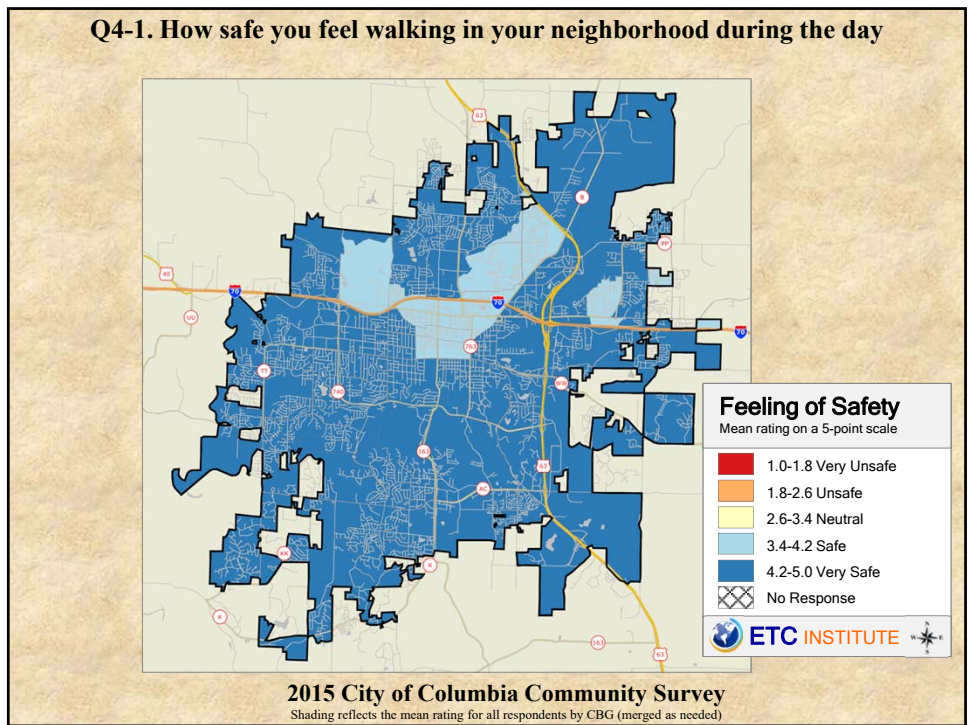 Q4-1. How safe you feel walking in your neighborhood during the day
63
B
PP
40
70
UU
70
70
763
TT
740
WW
163
63
AC
KK
K
K
163
63
Feeling of Safety
Mean rating on a 5-point scale
1.0-1.8 Very Unsafe
1.8-2.6 Unsafe
2.6-3.4 Neutral
3.4-4.2 Safe
4.2-5.0 Very Safe
No Response
ETC INSTITUTE
N
W E
S
2015 City of Columbia Community Survey
Shading reflects the mean rating for all respondents by CBG (merged as needed)